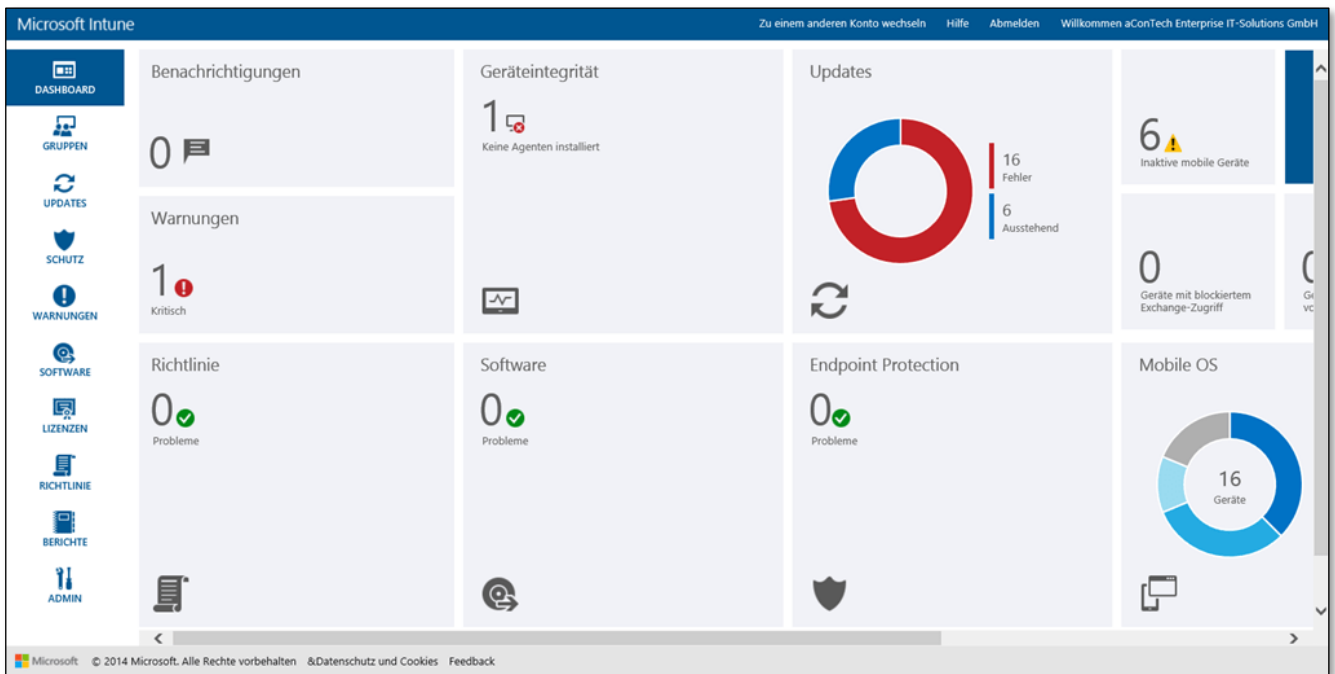 Microsoft Intune
Zu einem anderen Konto wechseln Hilfe Abmelden Willkommen aConTech Enterprise IT-Solutions GmbH
DASHBOARD
GRUPPEN
UPDATES
SCHUTZ
WARNUNGEN
SOFTWARE
LIZENZEN
RICHTLINIE
BERICHTE
ADMIN
Benachrichtigungen
0
Warnungen
1
Kritisch
Geräteintegrität
1
Keine Agenten installiert
Updates
16
Fehler
6
Ausstehend
6
Inaktive mobile Geräte
0
Geräte mit blockiertem
Exchange-Zugriff
Richtlinie
0
Probleme
Software
0
Probleme
Endpoint Protection
0
Probleme
Mobile OS
16
Geräte
Microsoft © 2014 Microsoft. Alle Rechte vorbehalten &Datenschutz und Cookies Feedback